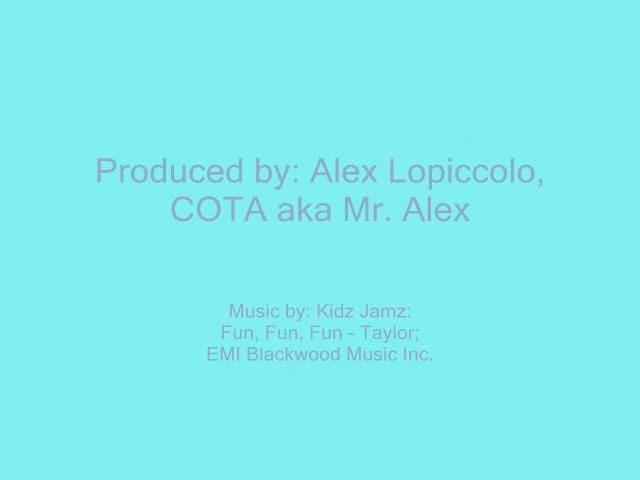 Produced by: Alex Lopiccolo,
COTA aka Mr. Alex
Music by: Kidz Jamz:
Fun, Fun, Fun - Taylor;
EMI Blackwood Music Inc.